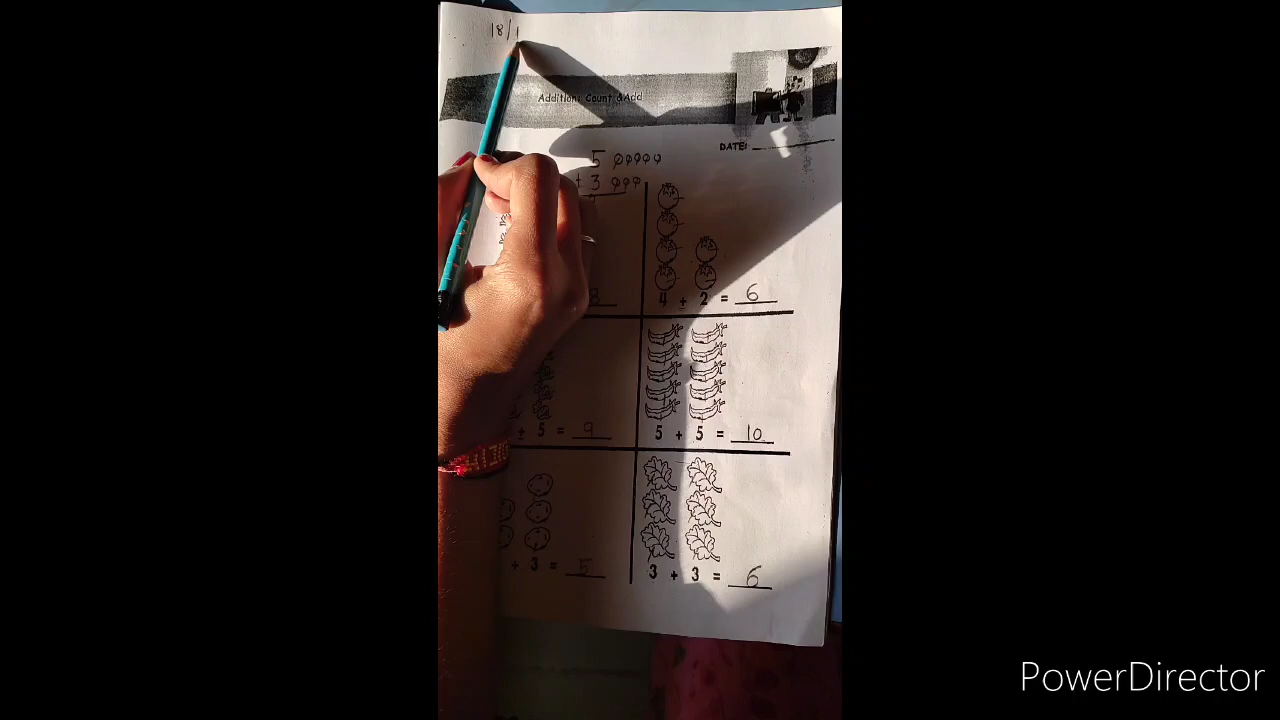 18/1
Addition: Count & Add
DATE:
5
+ 3
8
4 + 2 = 6
+ 5 = 9
5 + 5 = 10
+ 3 = 5
3 + 3 = 6
PowerDirector